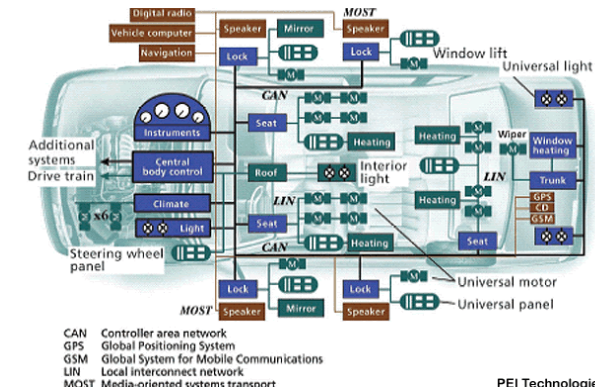 Digital radio
MOST
Vehicle computer
Speaker
Mirror
Speaker
Navigation
Lock
Lock
Window lift
M
M
Universal light
CAN
M
M
Instruments
Seat
M
M
Heating
Heating
M
Wiper
M
Window
heating
Additional
systems
Drive train
Central
body control
Roof
Interior
light
M
LIN
Trunk
Climate
LIN
M
M
Heating
M
GPS
CD
GSM
x6
Light
Seat
M
M
M
CAN
Heating
Seat
Steering wheel
panel
M
Lock
Lock
M
Universal motor
MOST
Speaker
Mirror
Speaker
Universal panel
CAN Controller area network
GPS Global Positioning System
GSM Global System for Mobile Communications
LIN Local interconnect network
MOST Media-oriented systems transport
PEI Technologie